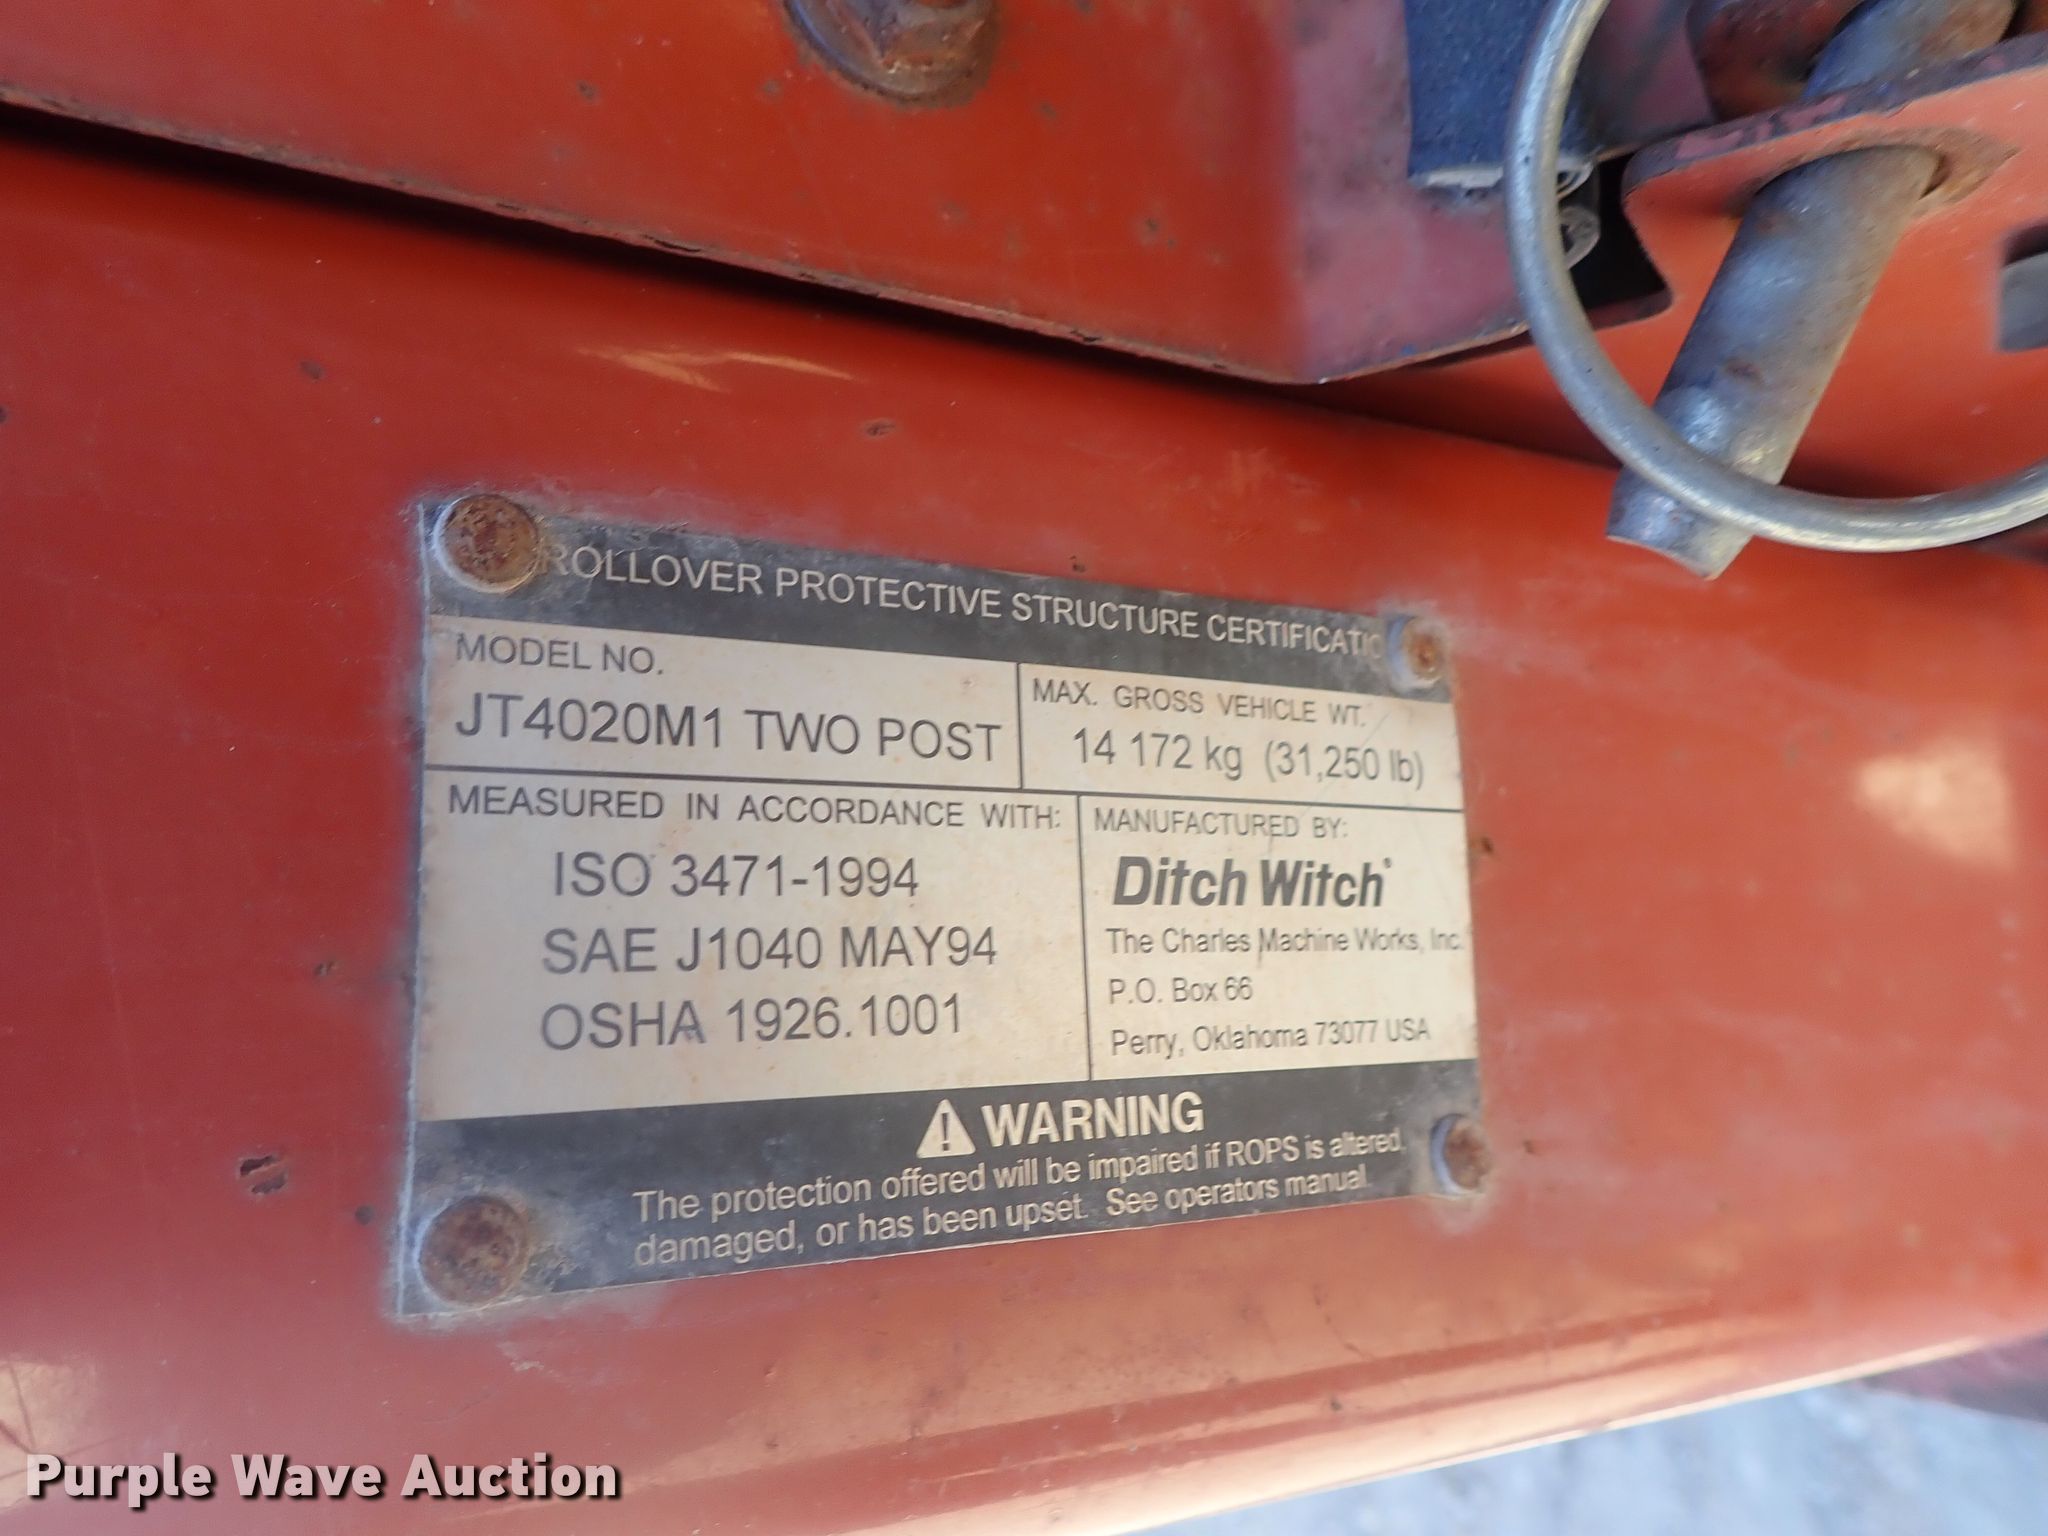 ROLLOVER PROTECTIVE STRUCTURE CERTIFICATIO
MODEL NO.
JT4020M1 TWO POST
MAX. GROSS VEHICLE WT.
14 172 kg (31,250 lb)
MEASURED IN ACCORDANCE WITH:
ISO 3471-1994
SAE J1040 MAY94
OSHA 1926.1001
MANUFACTURED BY:
Ditch Witch®
The Charles Machine Works, Inc.
P.O. Box 66
Perry, Oklahoma 73077 USA
WARNING
The protection offered will be impaired if ROPS is altered,
damaged, or has been upset. See operators manual.
Purple Wave Auction